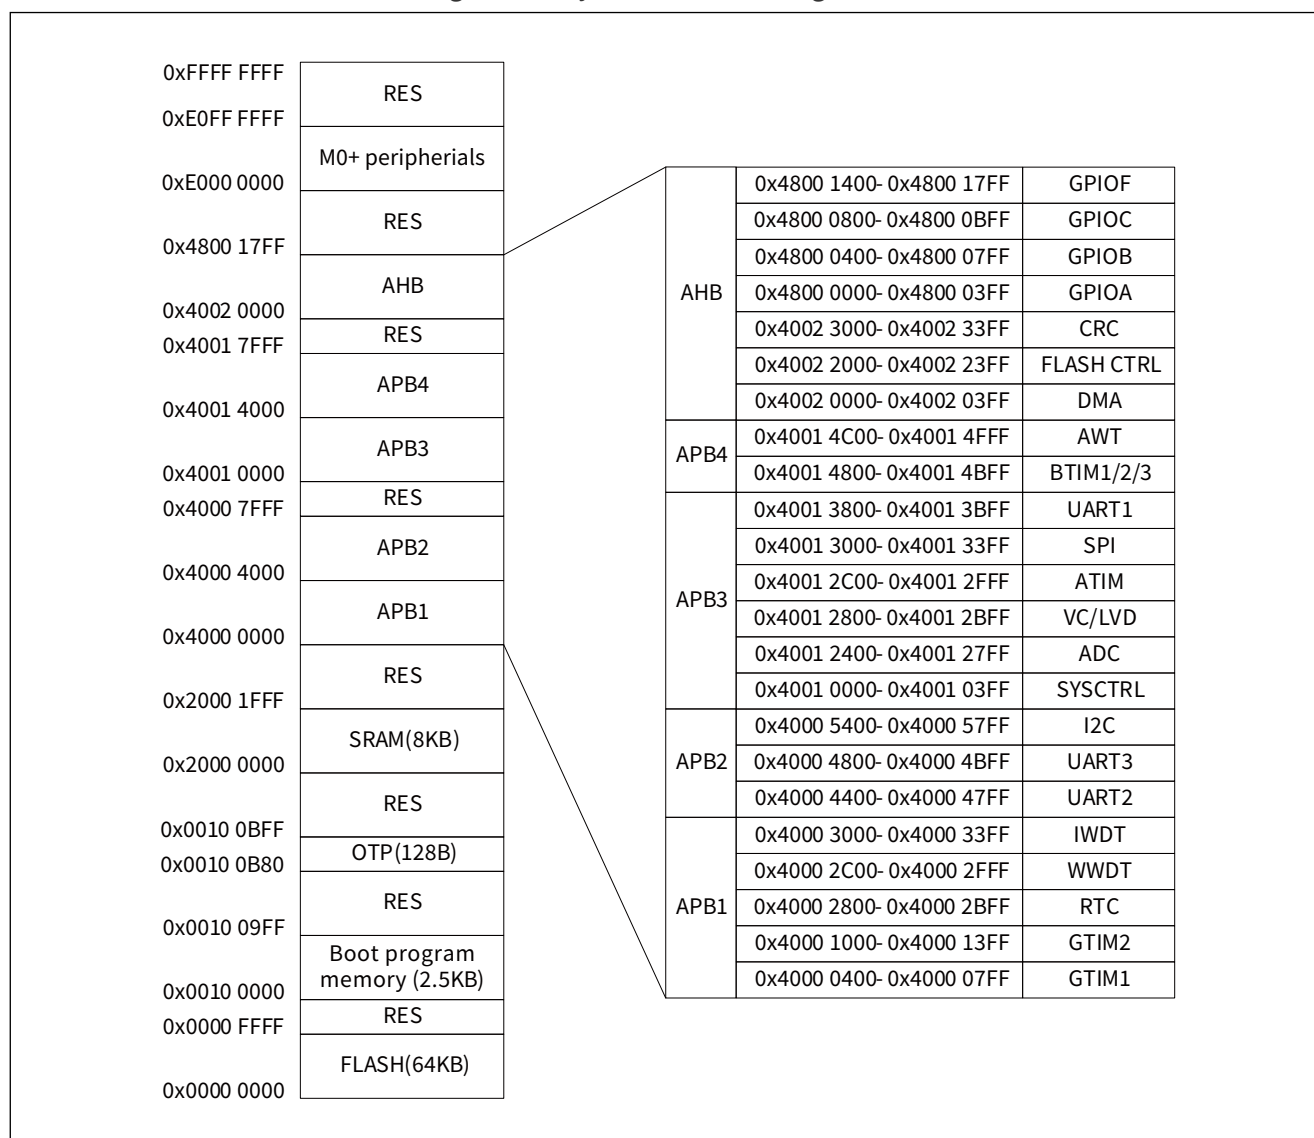 0xFFFF FFFF
RES
0xE0FF FFFF
M0+ peripherials
0xE000 0000
RES
0x4800 17FF
AHB
0x4002 0000
RES
0x4001 7FFF
APB4
0x4001 4000
APB3
0x4001 0000
RES
0x4000 7FFF
APB2
0x4000 4000
APB1
0x4000 0000
RES
0x2000 1FFF
SRAM(8KB)
0x2000 0000
RES
0x0010 0BFF
OTP(128B)
0x0010 0B80
RES
0x0010 09FF
Boot program
memory (2.5KB)
0x0010 0000
RES
0x0000 FFFF
FLASH(64KB)
0x0000 0000
AHB
0x4800 1400- 0x4800 17FF GPIOF
0x4800 0800- 0x4800 0BFF GPIOC
0x4800 0400- 0x4800 07FF GPIOB
0x4800 0000- 0x4800 03FF GPIOA
0x4002 3000- 0x4002 33FF CRC
0x4002 2000- 0x4002 23FF FLASH CTRL
0x4002 0000- 0x4002 03FF DMA
APB4
0x4001 4C00- 0x4001 4FFF AWT
0x4001 4800- 0x4001 4BFF BTIM1/2/3
APB3
0x4001 3800- 0x4001 3BFF UART1
0x4001 3000- 0x4001 33FF SPI
0x4001 2C00- 0x4001 2FFF ATIM
0x4001 2800- 0x4001 2BFF VC/LVD
0x4001 2400- 0x4001 27FF ADC
0x4001 0000- 0x4001 03FF SYSCTRL
APB2
0x4000 5400- 0x4000 57FF I2C
0x4000 4800- 0x4000 4BFF UART3
0x4000 4400- 0x4000 47FF UART2
APB1
0x4000 3000- 0x4000 33FF IWDT
0x4000 2C00- 0x4000 2FFF WWDT
0x4000 2800- 0x4000 2BFF RTC
0x4000 1000- 0x4000 13FF GTIM2
0x4000 0400- 0x4000 07FF GTIM1